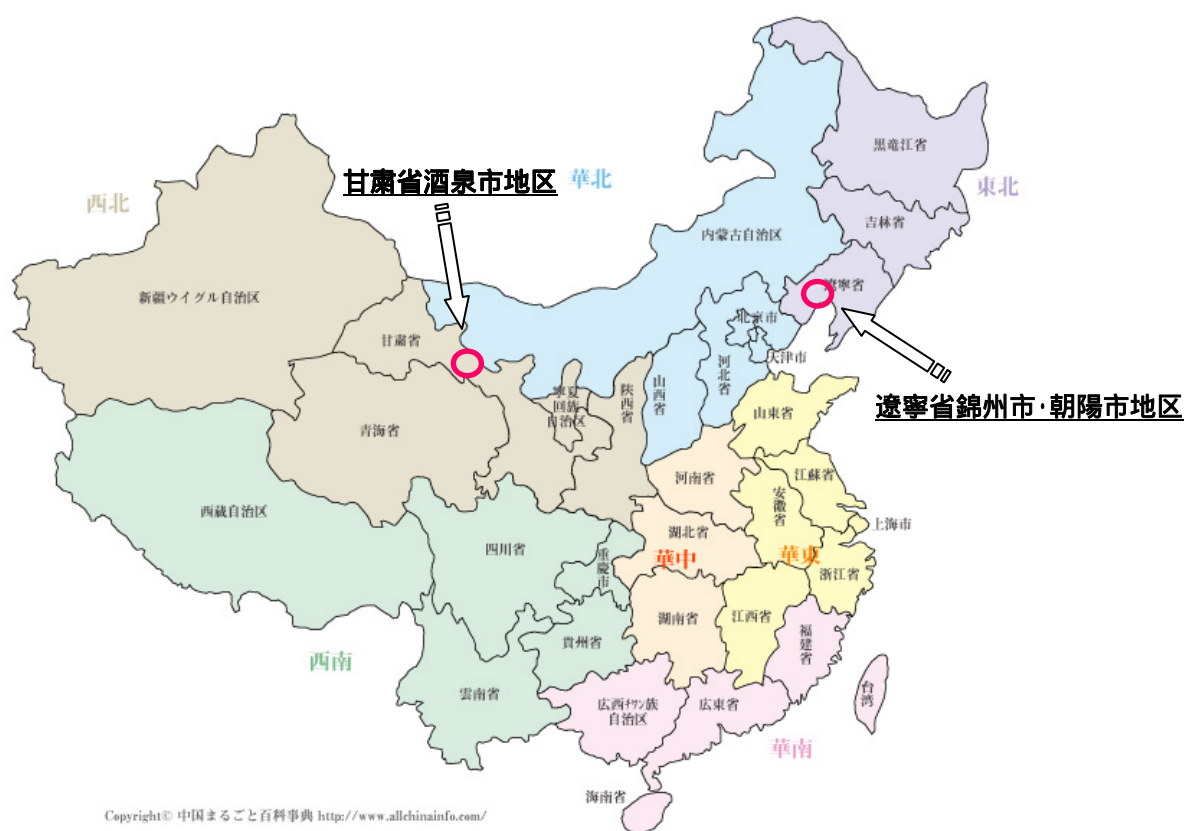 黒竜江省
甘粛省酒泉市地区
華北
東北
西北
吉林省
内蒙古自治区
遼寧省
新疆ウイグル自治区
北京市
甘粛省
天津市
河北省
山西省
陝西省
寧夏
回族
自治区
遼寧省錦州市・朝陽市地区
山東省
青海省
河南省
江蘇省
安徽省
西蔵自治区
上海市
湖北省
四川省
重慶市
華中
華東
浙江省
湖南省
江西省
貴州省
福建省
西南
雲南省
台湾
広西チワン族
自治区
広東省
華南
海南省
Copyright© 中国まるごと百科事典 http://www.allchinainfo.com/